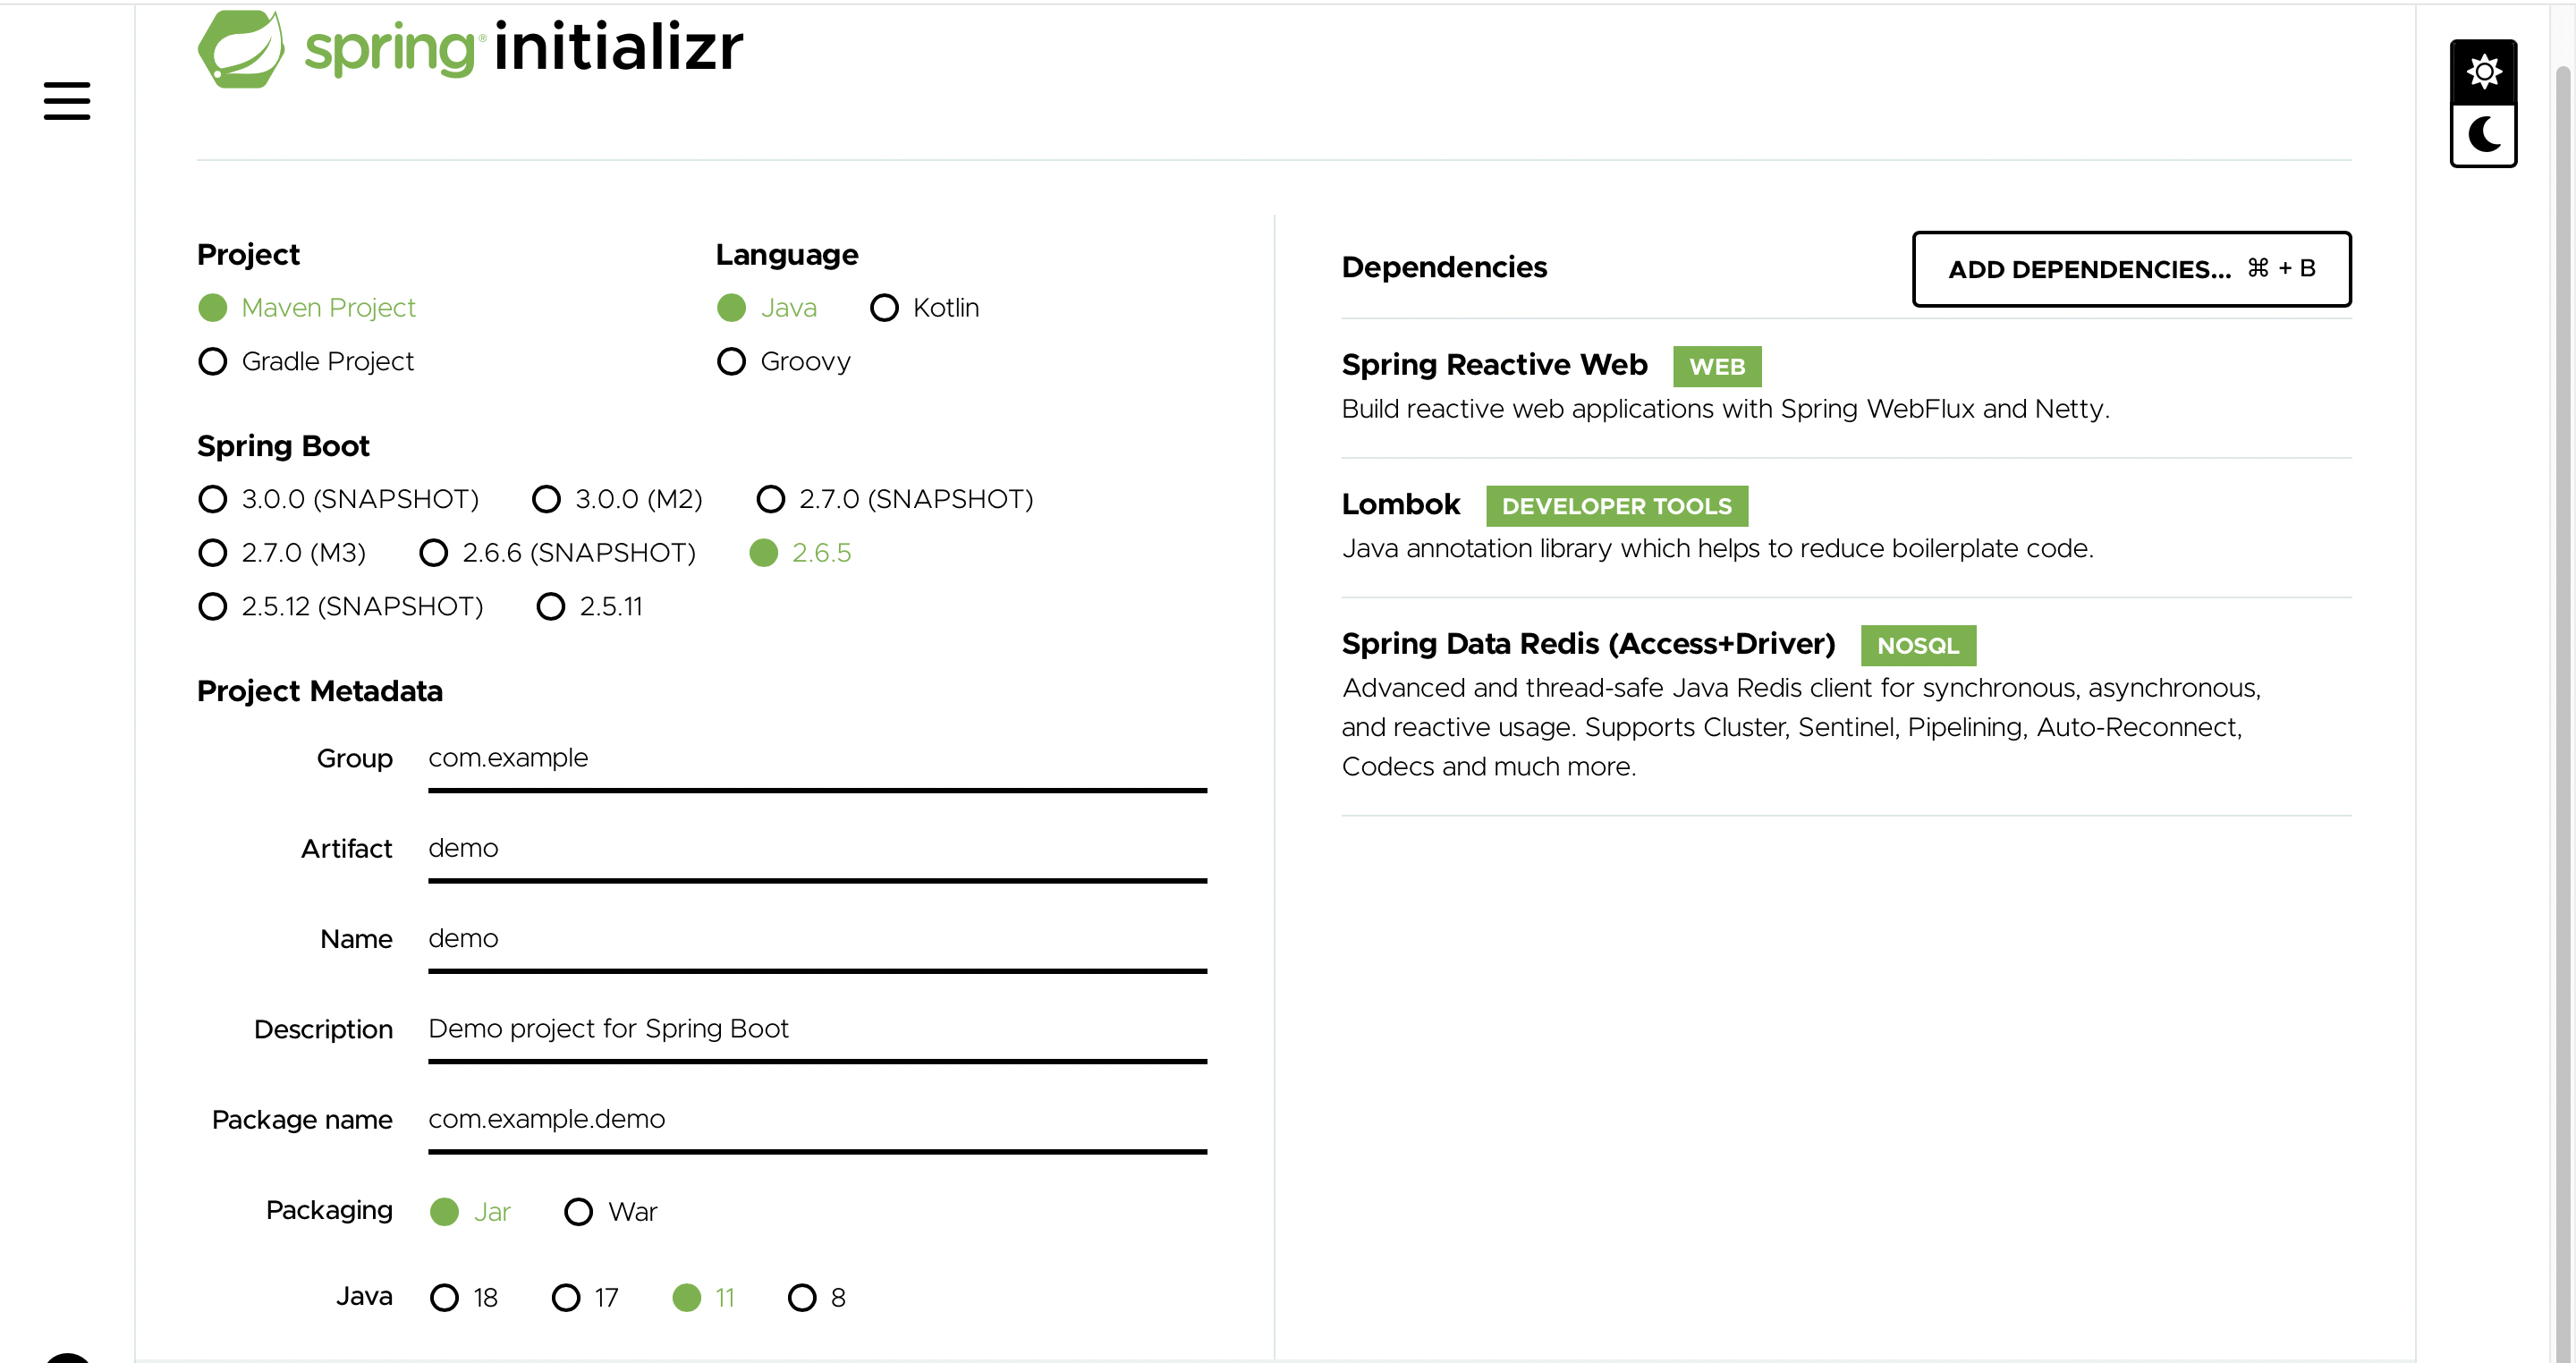 spring initializr
Project
Maven Project
Gradle Project
Language
Java Kotlin
Groovy
Spring Boot
3.0.0 (SNAPSHOT) 3.0.0 (M2) 2.7.0 (SNAPSHOT)
2.7.0 (M3) 2.6.6 (SNAPSHOT) 2.6.5
2.5.12 (SNAPSHOT) 2.5.11
Project Metadata
Group com.example
Artifact demo
Name demo
Description Demo project for Spring Boot
Package name com.example.demo
Packaging Jar War
Java 18 17 11 8
Dependencies
ADD DEPENDENCIES... ⌘ + B
Spring Reactive Web WEB
Build reactive web applications with Spring WebFlux and Netty.
Lombok DEVELOPER TOOLS
Java annotation library which helps to reduce boilerplate code.
Spring Data Redis (Access+Driver) NOSQL
Advanced and thread-safe Java Redis client for synchronous, asynchronous,
and reactive usage. Supports Cluster, Sentinel, Pipelining, Auto-Reconnect,
Codecs and much more.